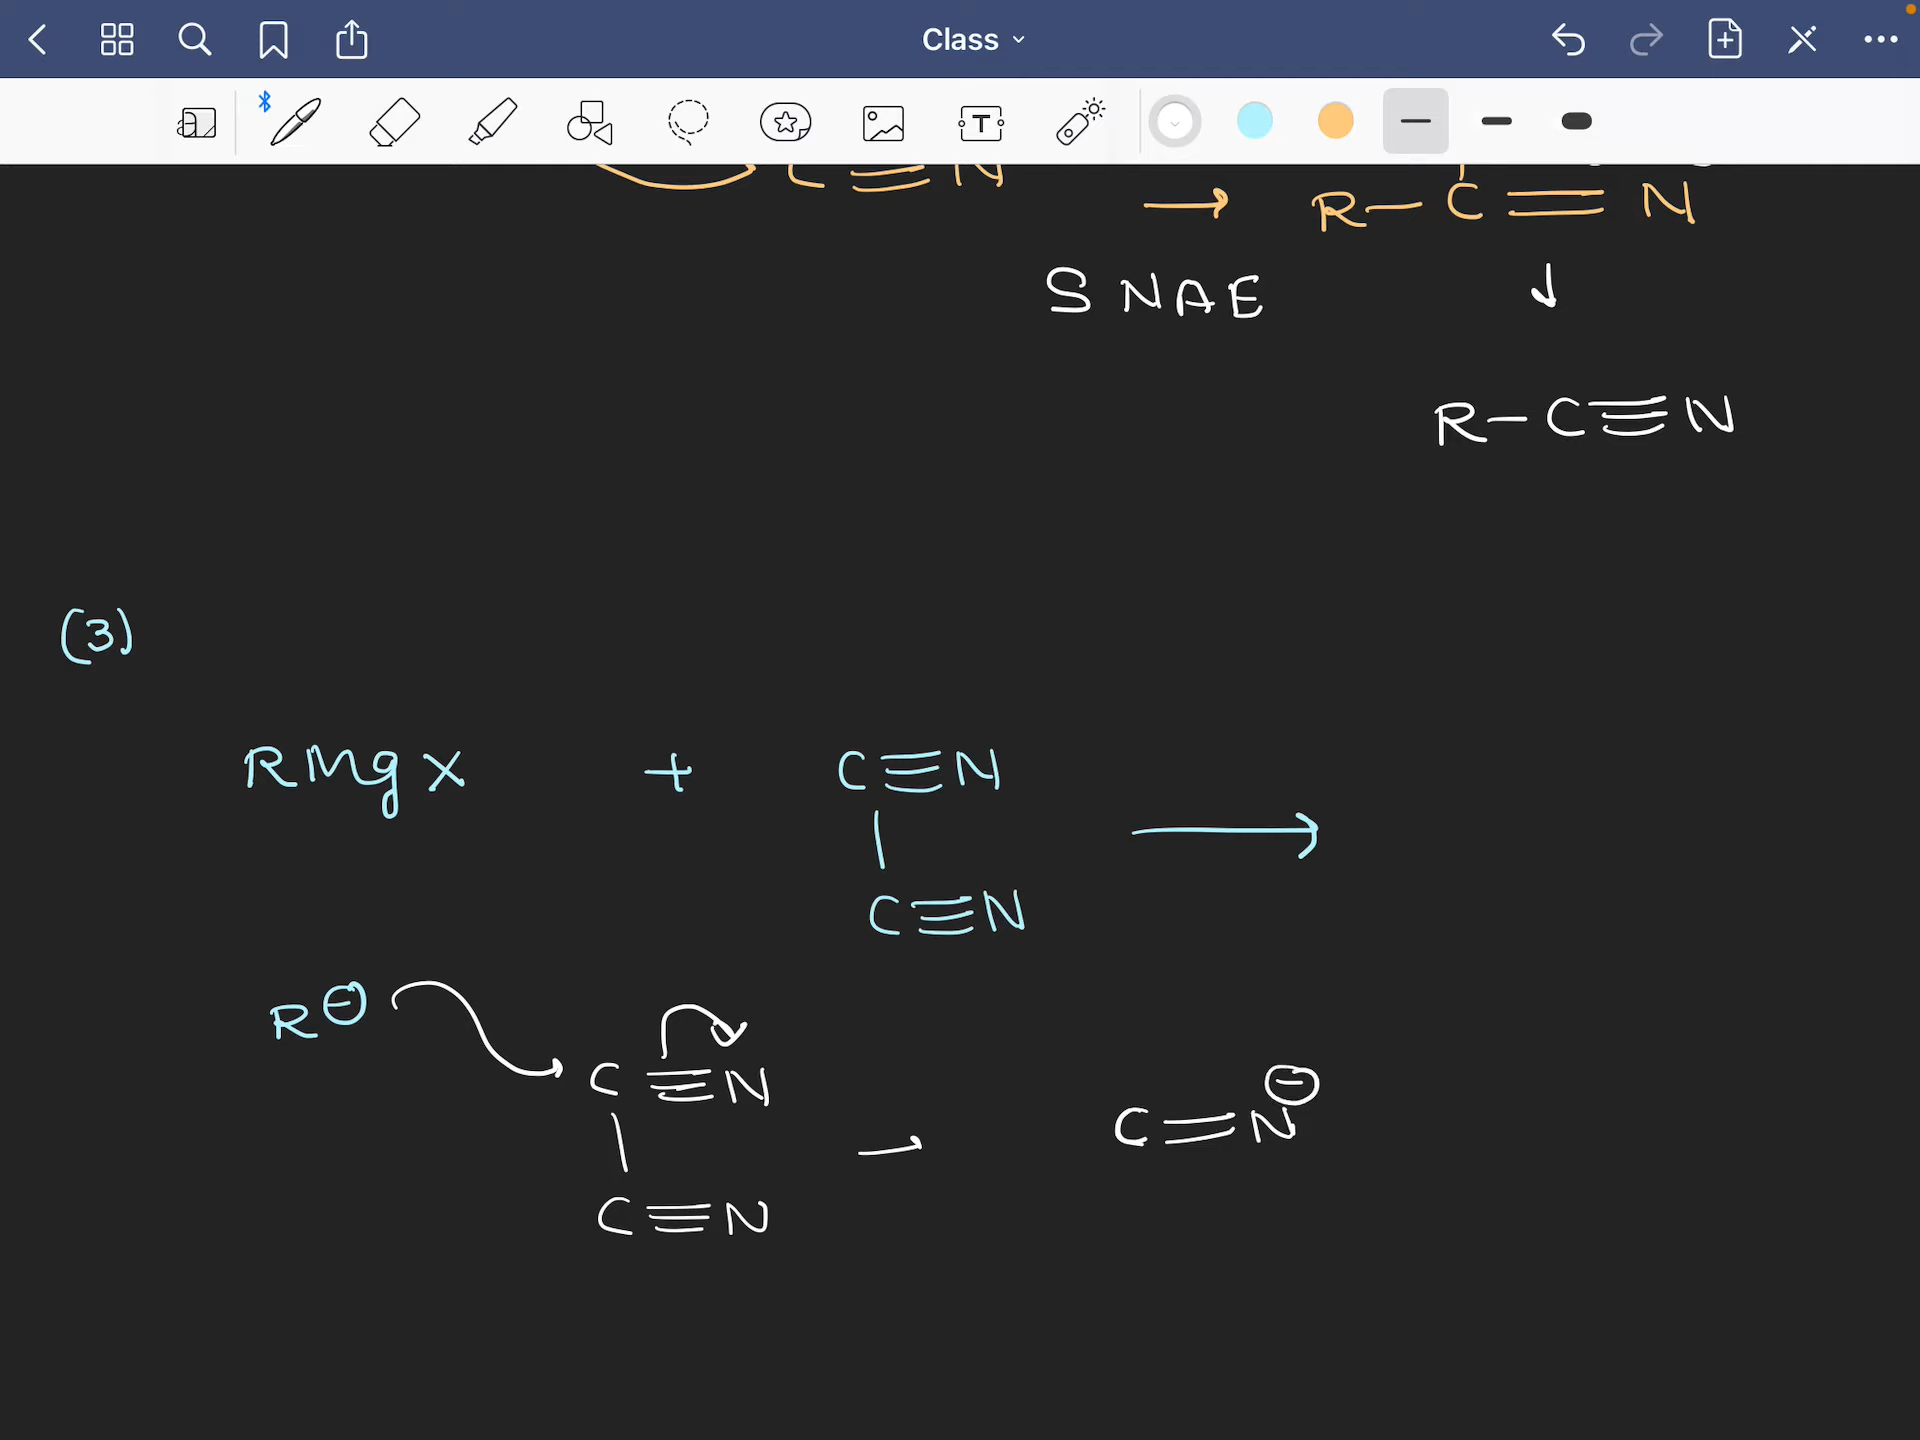 Class
T
C≡N → R-C=N
SNAE ↓
R-C≡N
(3)
RMgX + C≡N
|
C≡N →
R⊖
C≡N
|
C≡N → C=N⊖